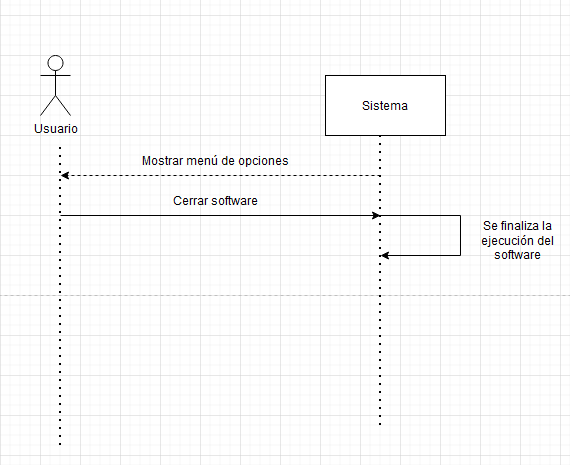 Usuario
Sistema
Mostrar menú de opciones
Cerrar software
Se finaliza la
ejecución del
software